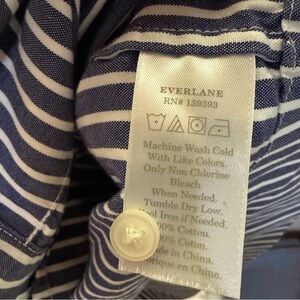 EVERLANE
RN# 139393
Machine Wash Cold
With Like Colors.
Only Non Chlorine
Bleach
When Needed.
Tumble Dry Low.
Iron if Needed.
Cotton.
Coton.
in China.
en Chine.